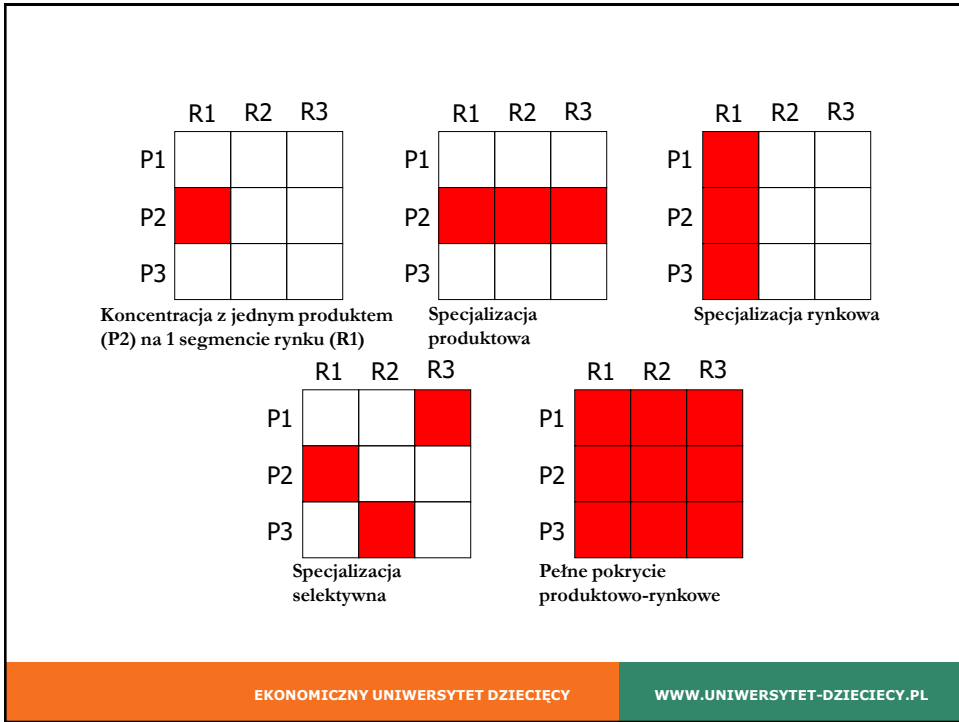 R1 R2 R3
P1
P2
P3
Koncentracja z jednym produktem
(P2) na 1 segmencie rynku (R1)
R1 R2 R3
P1
P2
P3
Specjalizacja
produktowa
R1 R2 R3
P1
P2
P3
Specjalizacja rynkowa
R1 R2 R3
P1
P2
P3
Specjalizacja
selektywna
R1 R2 R3
P1
P2
P3
Pełne pokrycie
produktowo-rynkowe
EKONOMICZNY UNIWERSYTET DZIECIĘCY
WWW.UNIWERSYTET-DZIECIECY.PL